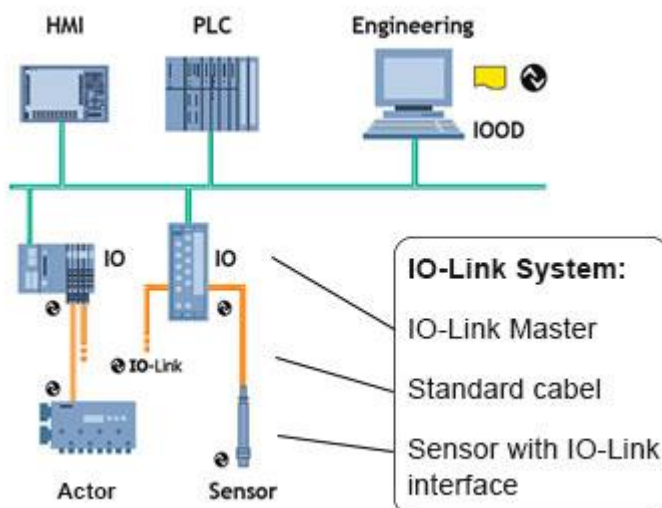 HMI
PLC
Engineering
IOOD
IO
IO
IO-Link System:
IO-Link Master
IO-Link
Standard cabel
Sensor with IO-Link
interface
Actor
Sensor